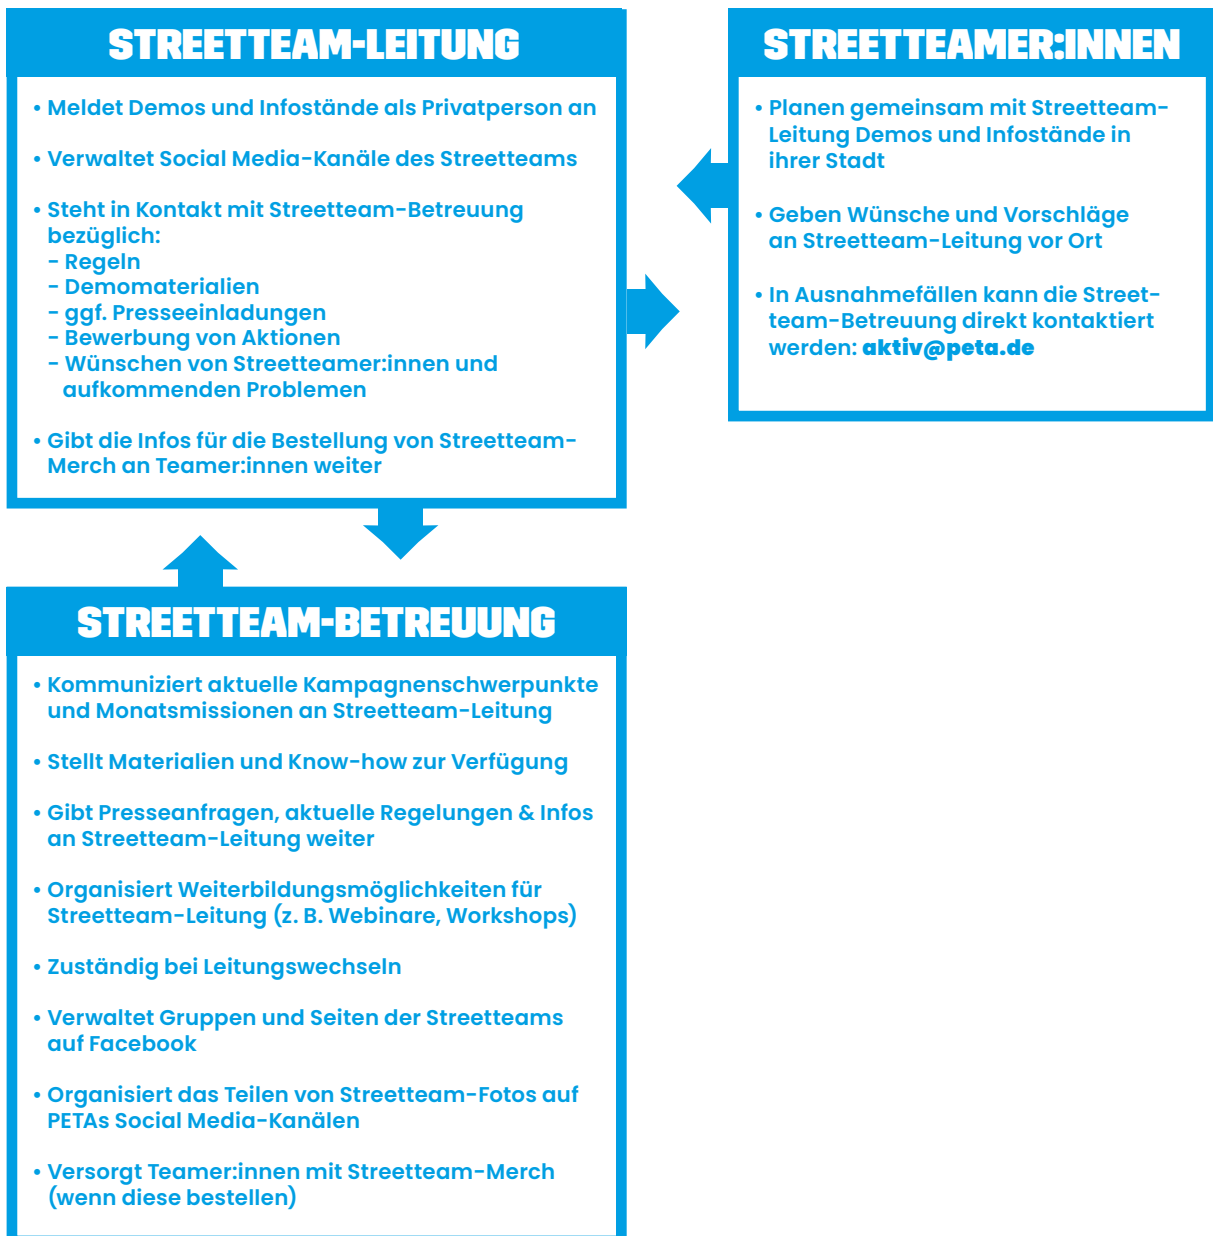 STREETTEAM-LEITUNG
• Meldet Demos und Infostände als Privatperson an
• Verwaltet Social Media-Kanäle des Streetteams
• Steht in Kontakt mit Streetteam-Betreuung
bezüglich:
- Regeln
- Demomaterialien
- ggf. Presseeinladungen
- Bewerbung von Aktionen
- Wünschen von Streetteamer:innen und
aufkommenden Problemen
• Gibt die Infos für die Bestellung von Streetteam-
Merch an Teamer:innen weiter
STREETTEAMER:INNEN
• Planen gemeinsam mit Streetteam-
Leitung Demos und Infostände in
ihrer Stadt
• Geben Wünsche und Vorschläge
an Streetteam-Leitung vor Ort
• In Ausnahmefällen kann die Street-
team-Betreuung direkt kontaktiert
werden: aktiv@peta.de
STREETTEAM-BETREUUNG
• Kommuniziert aktuelle Kampagnenschwerpunkte
und Monatsmissionen an Streetteam-Leitung
• Stellt Materialien und Know-how zur Verfügung
• Gibt Presseanfragen, aktuelle Regelungen & Infos
an Streetteam-Leitung weiter
• Organisiert Weiterbildungsmöglichkeiten für
Streetteam-Leitung (z. B. Webinare, Workshops)
• Zuständig bei Leitungswechseln
• Verwaltet Gruppen und Seiten der Streetteams
auf Facebook
• Organisiert das Teilen von Streetteam-Fotos auf
PETAs Social Media-Kanälen
• Versorgt Teamer:innen mit Streetteam-Merch
(wenn diese bestellen)